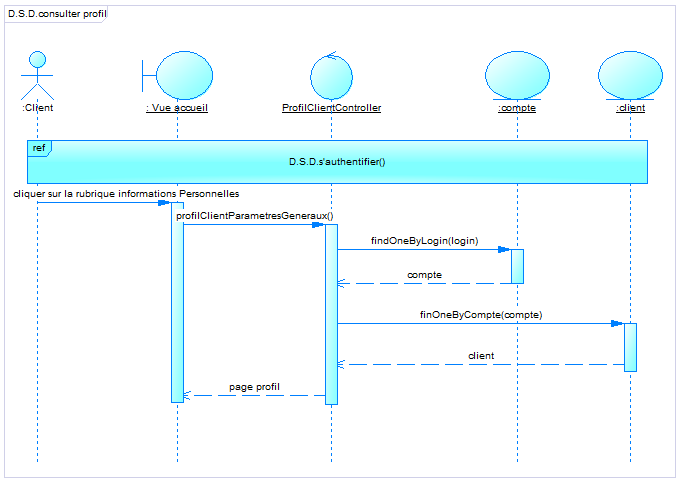 D.S.D.consulter profil
:Client
: Vue accueil
ProfilClientController
:compte
:client
ref
D.S.D.s'authentifier()
cliquer sur la rubrique informations Personnelles
profilClientParametresGeneraux()
findOneByLogin(login)
compte
finOneByCompte(compte)
client
page profil